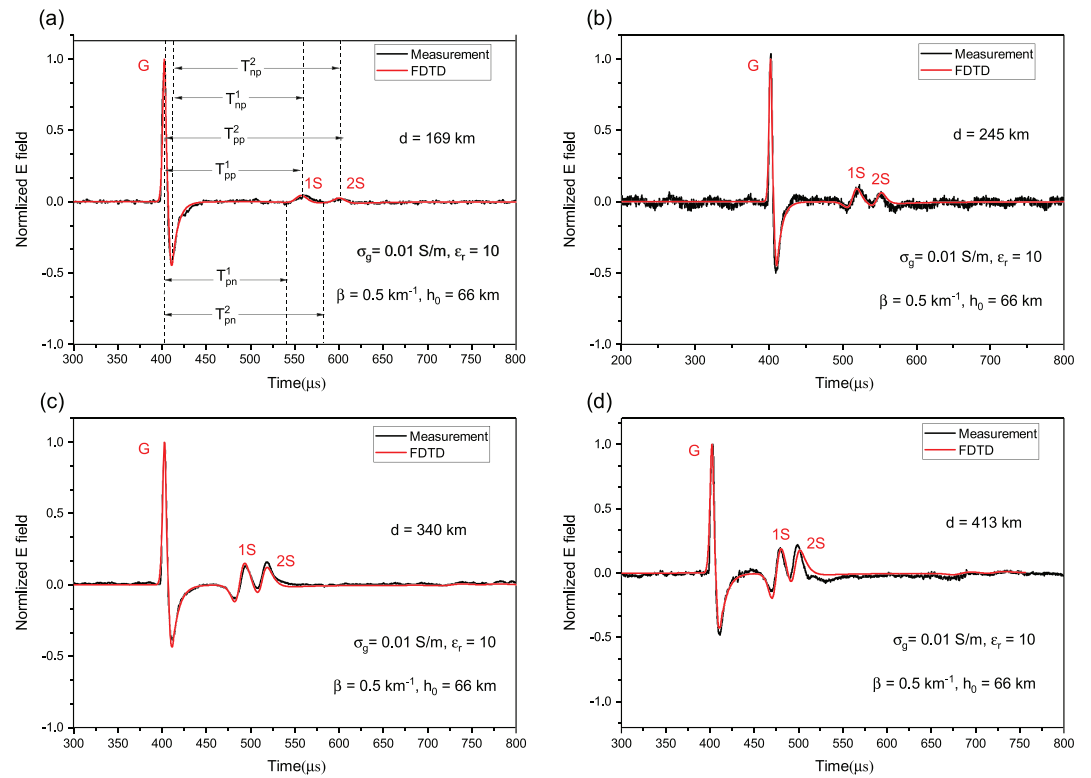 (a)
Normlized E field
1.0
0.5
0.0
-0.5
-1.0
G
T²np
T¹np
T²pp
T¹pp
T¹pn
T²pn
1S
2S
Measurement
FDTD
d = 169 km
σg= 0.01 S/m, εr = 10
β = 0.5 km⁻¹, h₀ = 66 km
300 350 400 450 500 550 600 650 700 750 800
Time(μs)
(b)
Normlized E field
1.0
0.5
0.0
-0.5
-1.0
G
1S
2S
Measurement
FDTD
d = 245 km
σg= 0.01 S/m, εr = 10
β = 0.5 km⁻¹, h₀ = 66 km
200 300 400 500 550 600 650 700 750 800
Time(μs)
(c)
Normlized E field
1.0
0.5
0.0
-0.5
-1.0
G
1S
2S
Measurement
FDTD
d = 340 km
σg= 0.01 S/m, εr = 10
β = 0.5 km⁻¹, h₀ = 66 km
300 350 400 450 500 550 600 650 700 750 800
Time(μs)
(d)
Normlized E field
1.0
0.5
0.0
-0.5
-1.0
G
1S
2S
Measurement
FDTD
d = 413 km
σg= 0.01 S/m, εr = 10
β = 0.5 km⁻¹, h₀ = 66 km
300 350 400 450 500 550 600 650 700 750 800
Time(μs)